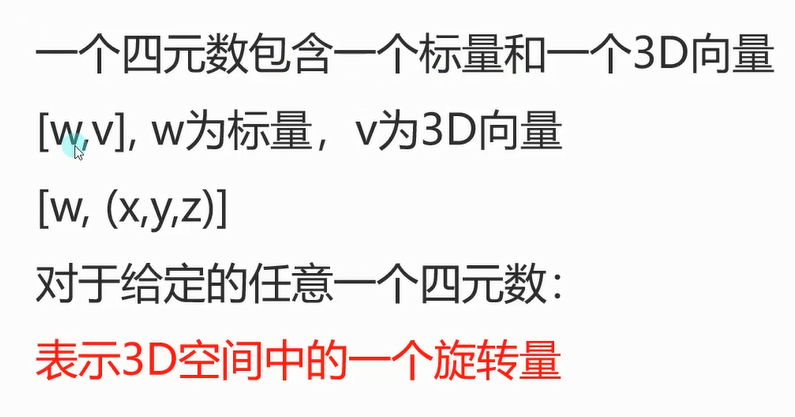 一个四元数包含一个标量和一个3D向量
[w,v], w为标量，v为3D向量
[w, (x,y,z)]
对于给定的任意一个四元数：
表示3D空间中的一个旋转量